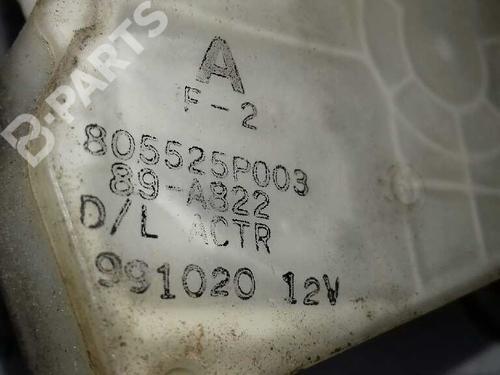 B-PARTS
A
F-2
805525P003
89-A822
D/L ACTR
991020 12V